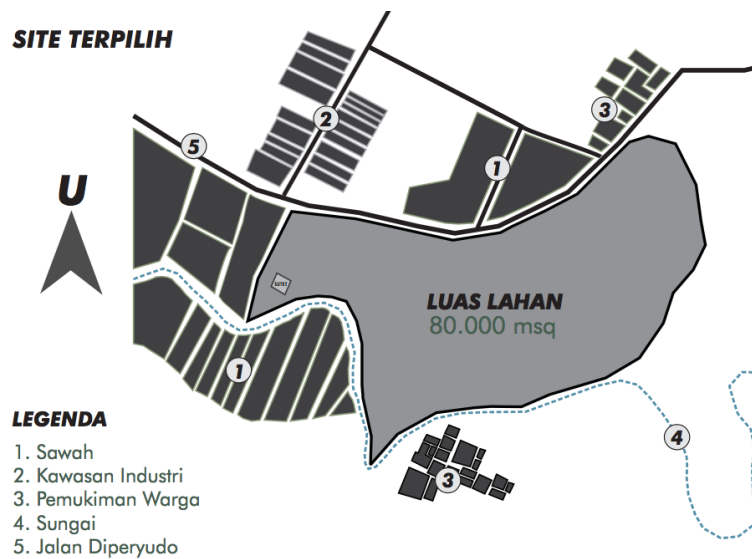 SITE TERPILIH
3
2
5
1
U
SUTET
LUAS LAHAN
80.000 msq
1
LEGENDA
4
1. Sawah
2. Kawasan Industri
3
3. Pemukiman Warga
4. Sungai
5. Jalan Diperyudo